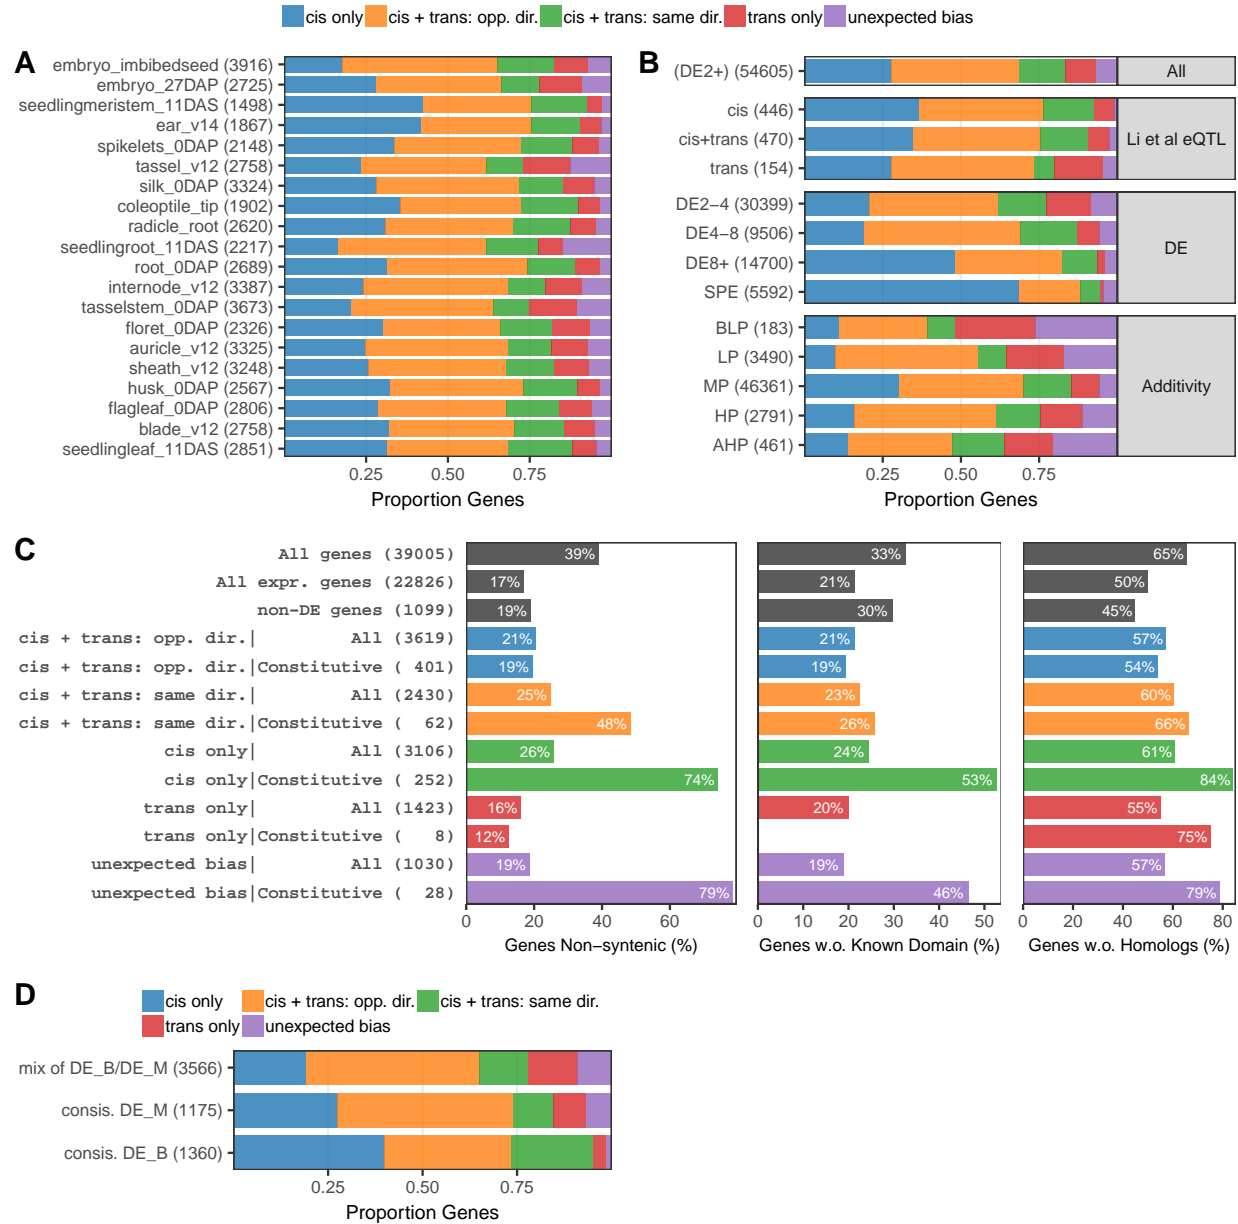 cis only cis + trans: opp. dir. cis + trans: same dir. trans only unexpected bias
A
embryo_imbibedseed (3916)
embryo_27DAP (2725)
seedlingmeristem_11DAS (1498)
ear_v14 (1867)
spikelets_0DAP (2148)
tassel_v12 (2758)
silk_0DAP (3324)
coleoptile_tip (1902)
radicle_root (2620)
seedlingroot_11DAS (2217)
root_0DAP (2689)
internode_v12 (3387)
tasselstem_0DAP (3673)
floret_0DAP (2326)
auricle_v12 (3325)
sheath_v12 (3248)
husk_0DAP (2567)
flagleaf_0DAP (2806)
blade_v12 (2758)
seedlingleaf_11DAS (2851)
0.25 0.50 0.75
Proportion Genes
B
(DE2+) (54605) All
cis (446)
cis+trans (470) Li et al eQTL
trans (154)
DE2−4 (30399)
DE4−8 (9506)
DE8+ (14700)
DE
SPE (5592)
BLP (183)
LP (3490)
MP (46361) Additivity
HP (2791)
AHP (461)
0.25 0.50 0.75
Proportion Genes
C
All genes (39005) 39% 33% 65%
All expr. genes (22826) 17% 21% 50%
non−DE genes (1099) 19% 30% 45%
cis + trans: opp. dir.| All (3619) 21% 21% 57%
cis + trans: opp. dir.|Constitutive ( 401) 19% 19% 54%
cis + trans: same dir.| All (2430) 25% 23% 60%
cis + trans: same dir.|Constitutive ( 62) 48% 26% 66%
cis only| All (3106) 26% 24% 61%
cis only|Constitutive ( 252) 74% 53% 84%
trans only| All (1423) 16% 20% 55%
trans only|Constitutive ( 8) 12% 75%
unexpected bias| All (1030) 19% 19% 57%
unexpected bias|Constitutive ( 28) 79% 46% 79%
0 20 40 60 0 10 20 30 40 50 0 20 40 60 80
Genes Non−syntenic (%) Genes w.o. Known Domain (%) Genes w.o. Homologs (%)
D
cis only cis + trans: opp. dir. cis + trans: same dir.
trans only unexpected bias
mix of DE_B/DE_M (3566)
consis. DE_M (1175)
consis. DE_B (1360)
0.25 0.50 0.75
Proportion Genes